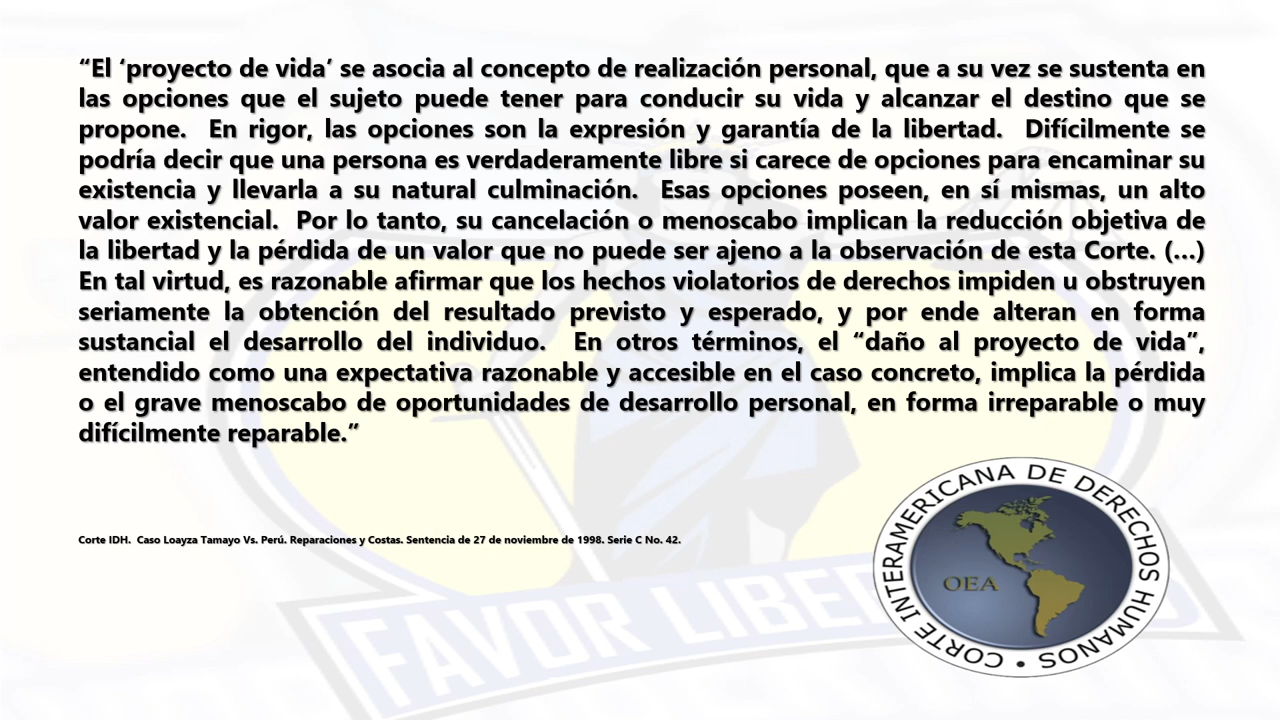 “El ‘proyecto de vida’ se asocia al concepto de realización personal, que a su vez se sustenta en
las opciones que el sujeto puede tener para conducir su vida y alcanzar el destino que se
propone.  En rigor, las opciones son la expresión y garantía de la libertad.  Difícilmente se
podría decir que una persona es verdaderamente libre si carece de opciones para encaminar su
existencia y llevarla a su natural culminación.  Esas opciones poseen, en sí mismas, un alto
valor existencial.  Por lo tanto, su cancelación o menoscabo implican la reducción objetiva de
la libertad y la pérdida de un valor que no puede ser ajeno a la observación de esta Corte. (…)
En tal virtud, es razonable afirmar que los hechos violatorios de derechos impiden u obstruyen
seriamente la obtención del resultado previsto y esperado, y por ende alteran en forma
sustancial el desarrollo del individuo.  En otros términos, el “daño al proyecto de vida”,
entendido como una expectativa razonable y accesible en el caso concreto, implica la pérdida
o el grave menoscabo de oportunidades de desarrollo personal, en forma irreparable o muy
difícilmente reparable.”
Corte IDH.  Caso Loayza Tamayo Vs. Perú. Reparaciones y Costas. Sentencia de 27 de noviembre de 1998. Serie C No. 42.
CORTE INTERAMERICANA DE DERECHOS HUMANOS •
OEA
FAVOR